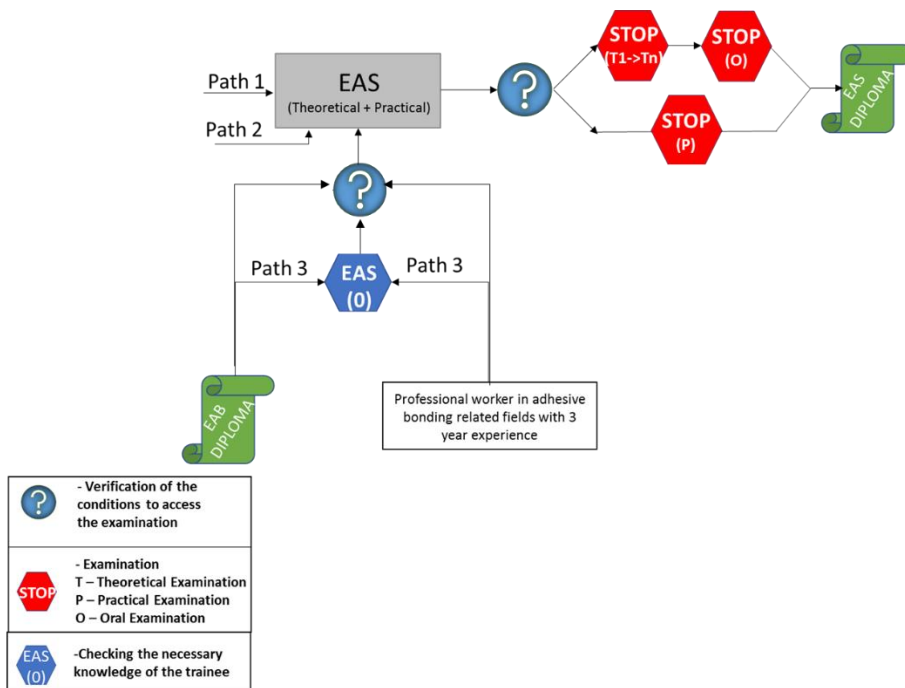 STOP
(T1->Tn)
STOP
(O)
EAS
DIPLOMA
Path 1
EAS
(Theoretical + Practical)
?
STOP
(P)
Path 2
?
Path 3
EAS
(0)
Path 3
EAB
DIPLOMA
Professional worker in adhesive
bonding related fields with 3
year experience
?
- Verification of the
conditions to access
the examination
STOP
- Examination
T – Theoretical Examination
P – Practical Examination
O – Oral Examination
EAS
(0)
-Checking the necessary
knowledge of the trainee